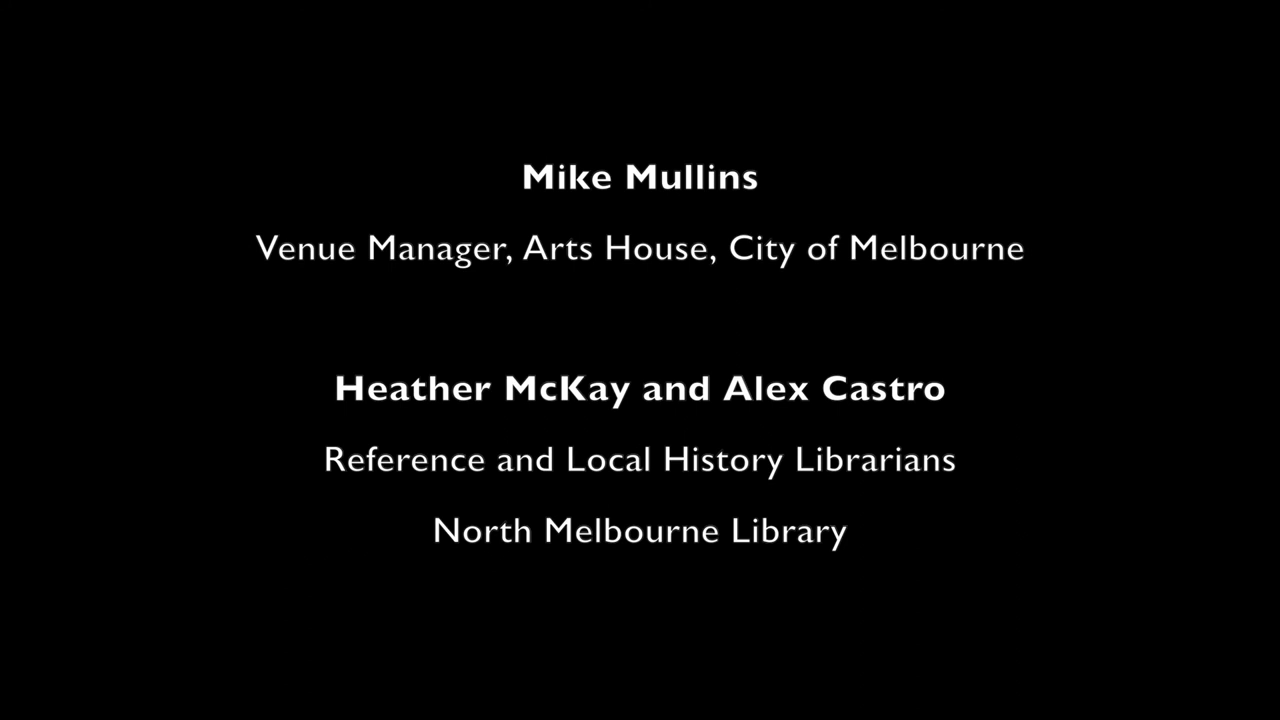 Mike Mullins
Venue Manager, Arts House, City of Melbourne
Heather McKay and Alex Castro
Reference and Local History Librarians
North Melbourne Library